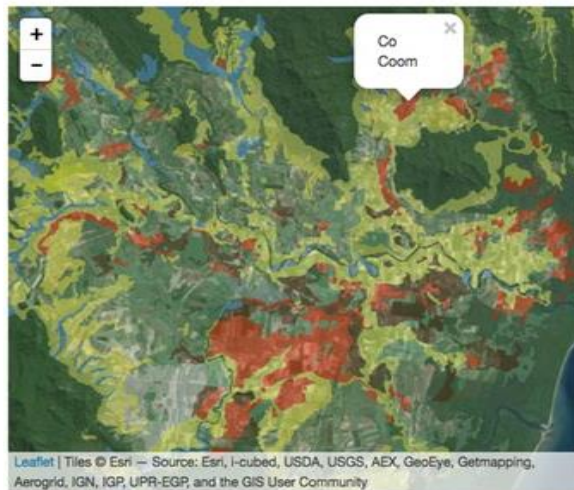 +
−
×
Co
Coom
Leaflet | Tiles © Esri — Source: Esri, i-cubed, USDA, USGS, AEX, GeoEye, Getmapping,
Aerogrid, IGN, IGP, UPR-EGP, and the GIS User Community